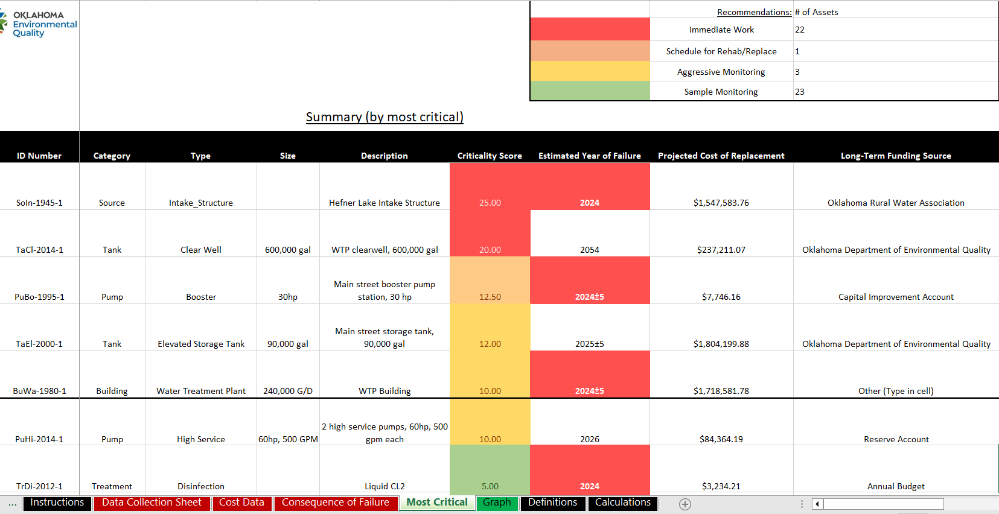 OKLAHOMA
Environmental
Quality
Recommendations: # of Assets
Immediate Work 22
Schedule for Rehab/Replace 1
Aggressive Monitoring 3
Sample Monitoring 23
Summary (by most critical)
ID Number Category Type Size Description Criticality Score Estimated Year of Failure Projected Cost of Replacement Long-Term Funding Source
SoIn-1945-1 Source Intake_Structure Hefner Lake Intake Structure 25.00 2024 $1,547,583.76 Oklahoma Rural Water Association
TaCl-2014-1 Tank Clear Well 600,000 gal WTP clearwell, 600,000 gal 20.00 2054 $237,211.07 Oklahoma Department of Environmental Quality
Main street booster pump
PuBo-1995-1 Pump Booster 30hp station, 30 hp 12.50 2024±5 $7,746.16 Capital Improvement Account
Main street storage tank,
TaEl-2000-1 Tank Elevated Storage Tank 90,000 gal 90,000 gal 12.00 2025±5 $1,804,199.88 Oklahoma Department of Environmental Quality
BuWa-1980-1 Building Water Treatment Plant 240,000 G/D WTP Building 10.00 2024±5 $1,718,581.78 Other (Type in cell)
2 high service pumps, 60hp, 500
PuHi-2014-1 Pump High Service 60hp, 500 GPM gpm each 10.00 2026 $84,364.19 Reserve Account
TrDi-2012-1 Treatment Disinfection Liquid CL2 5.00 2024 $3,234.21 Annual Budget
... Instructions Data Collection Sheet Cost Data Consequence of Failure Most Critical Graph Definitions Calculations